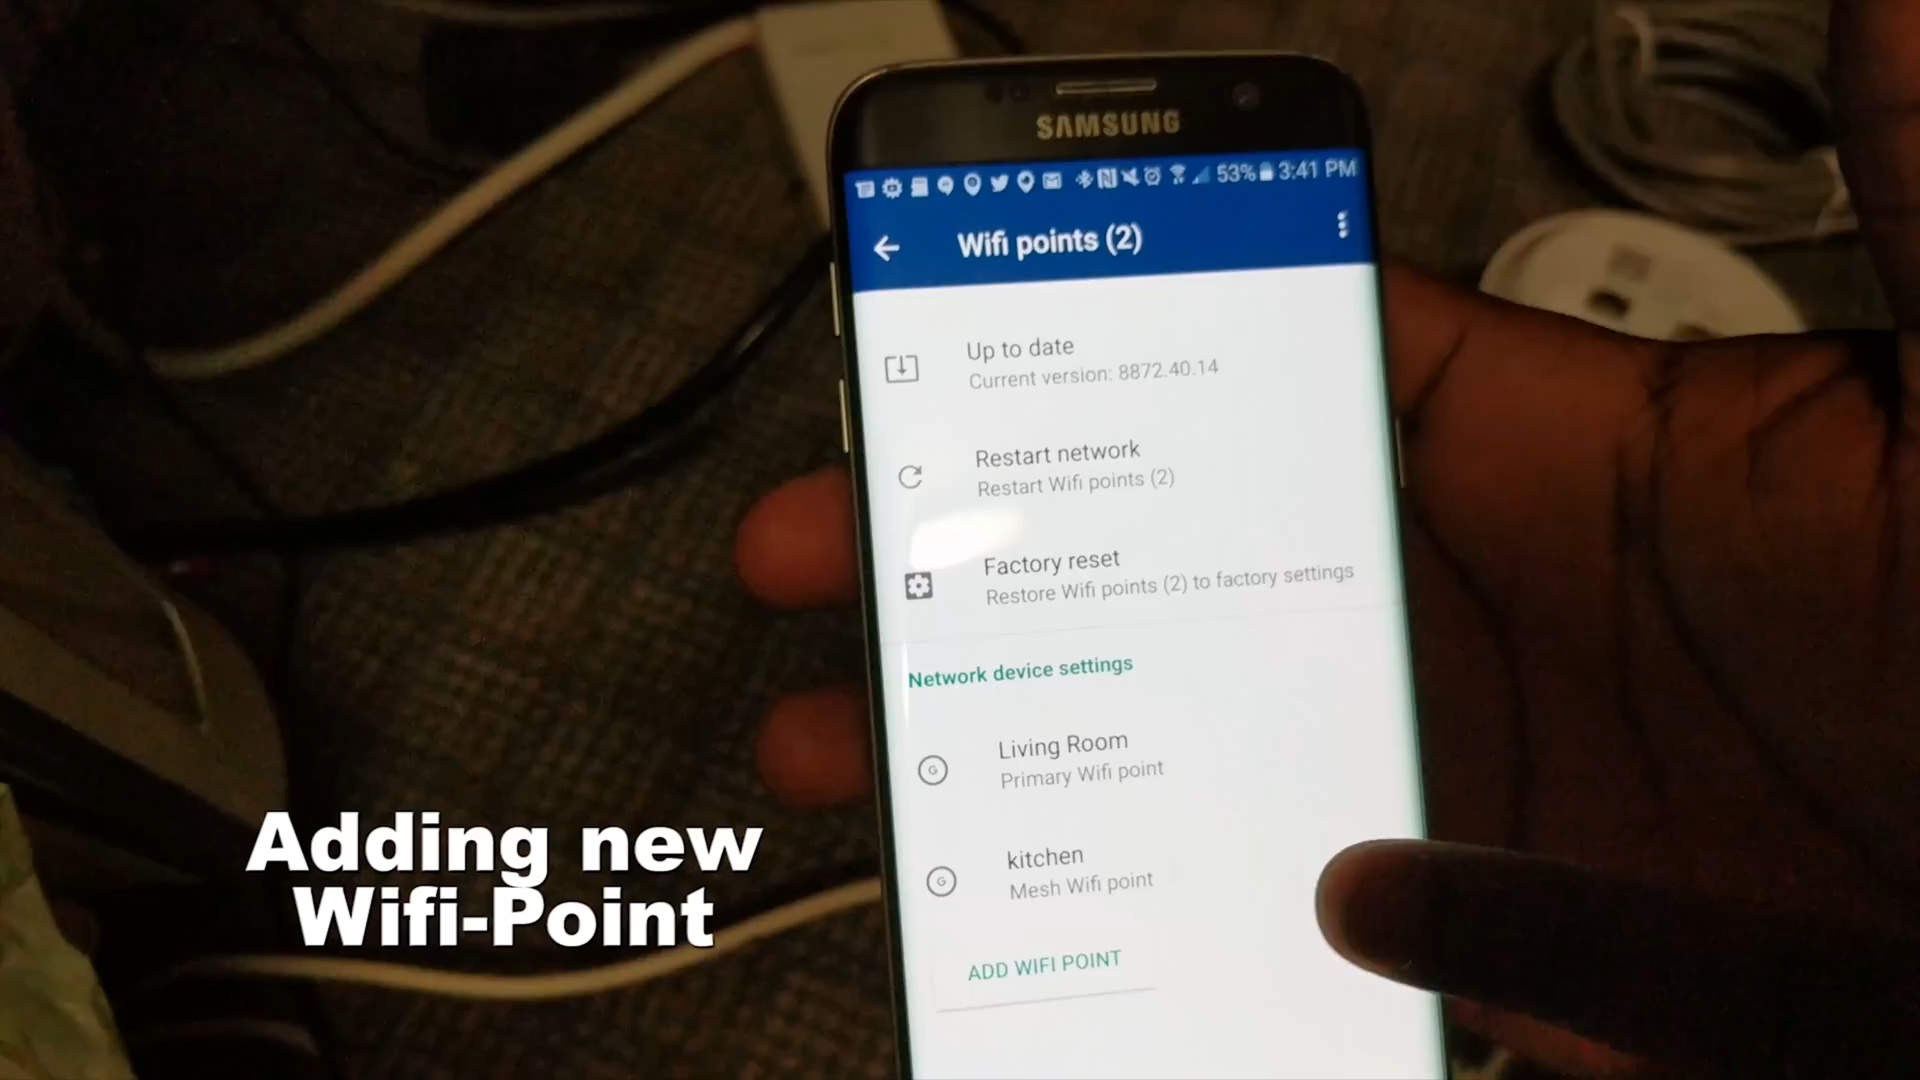 SAMSUNG
53% 3:41 PM
Wifi points (2)
Up to date
Current version: 8872.40.14
Restart network
Restart Wifi points (2)
Factory reset
Restore Wifi points (2) to factory settings
Network device settings
Living Room
Primary Wifi point
kitchen
Mesh Wifi point
ADD WIFI POINT
Adding new
Wifi-Point